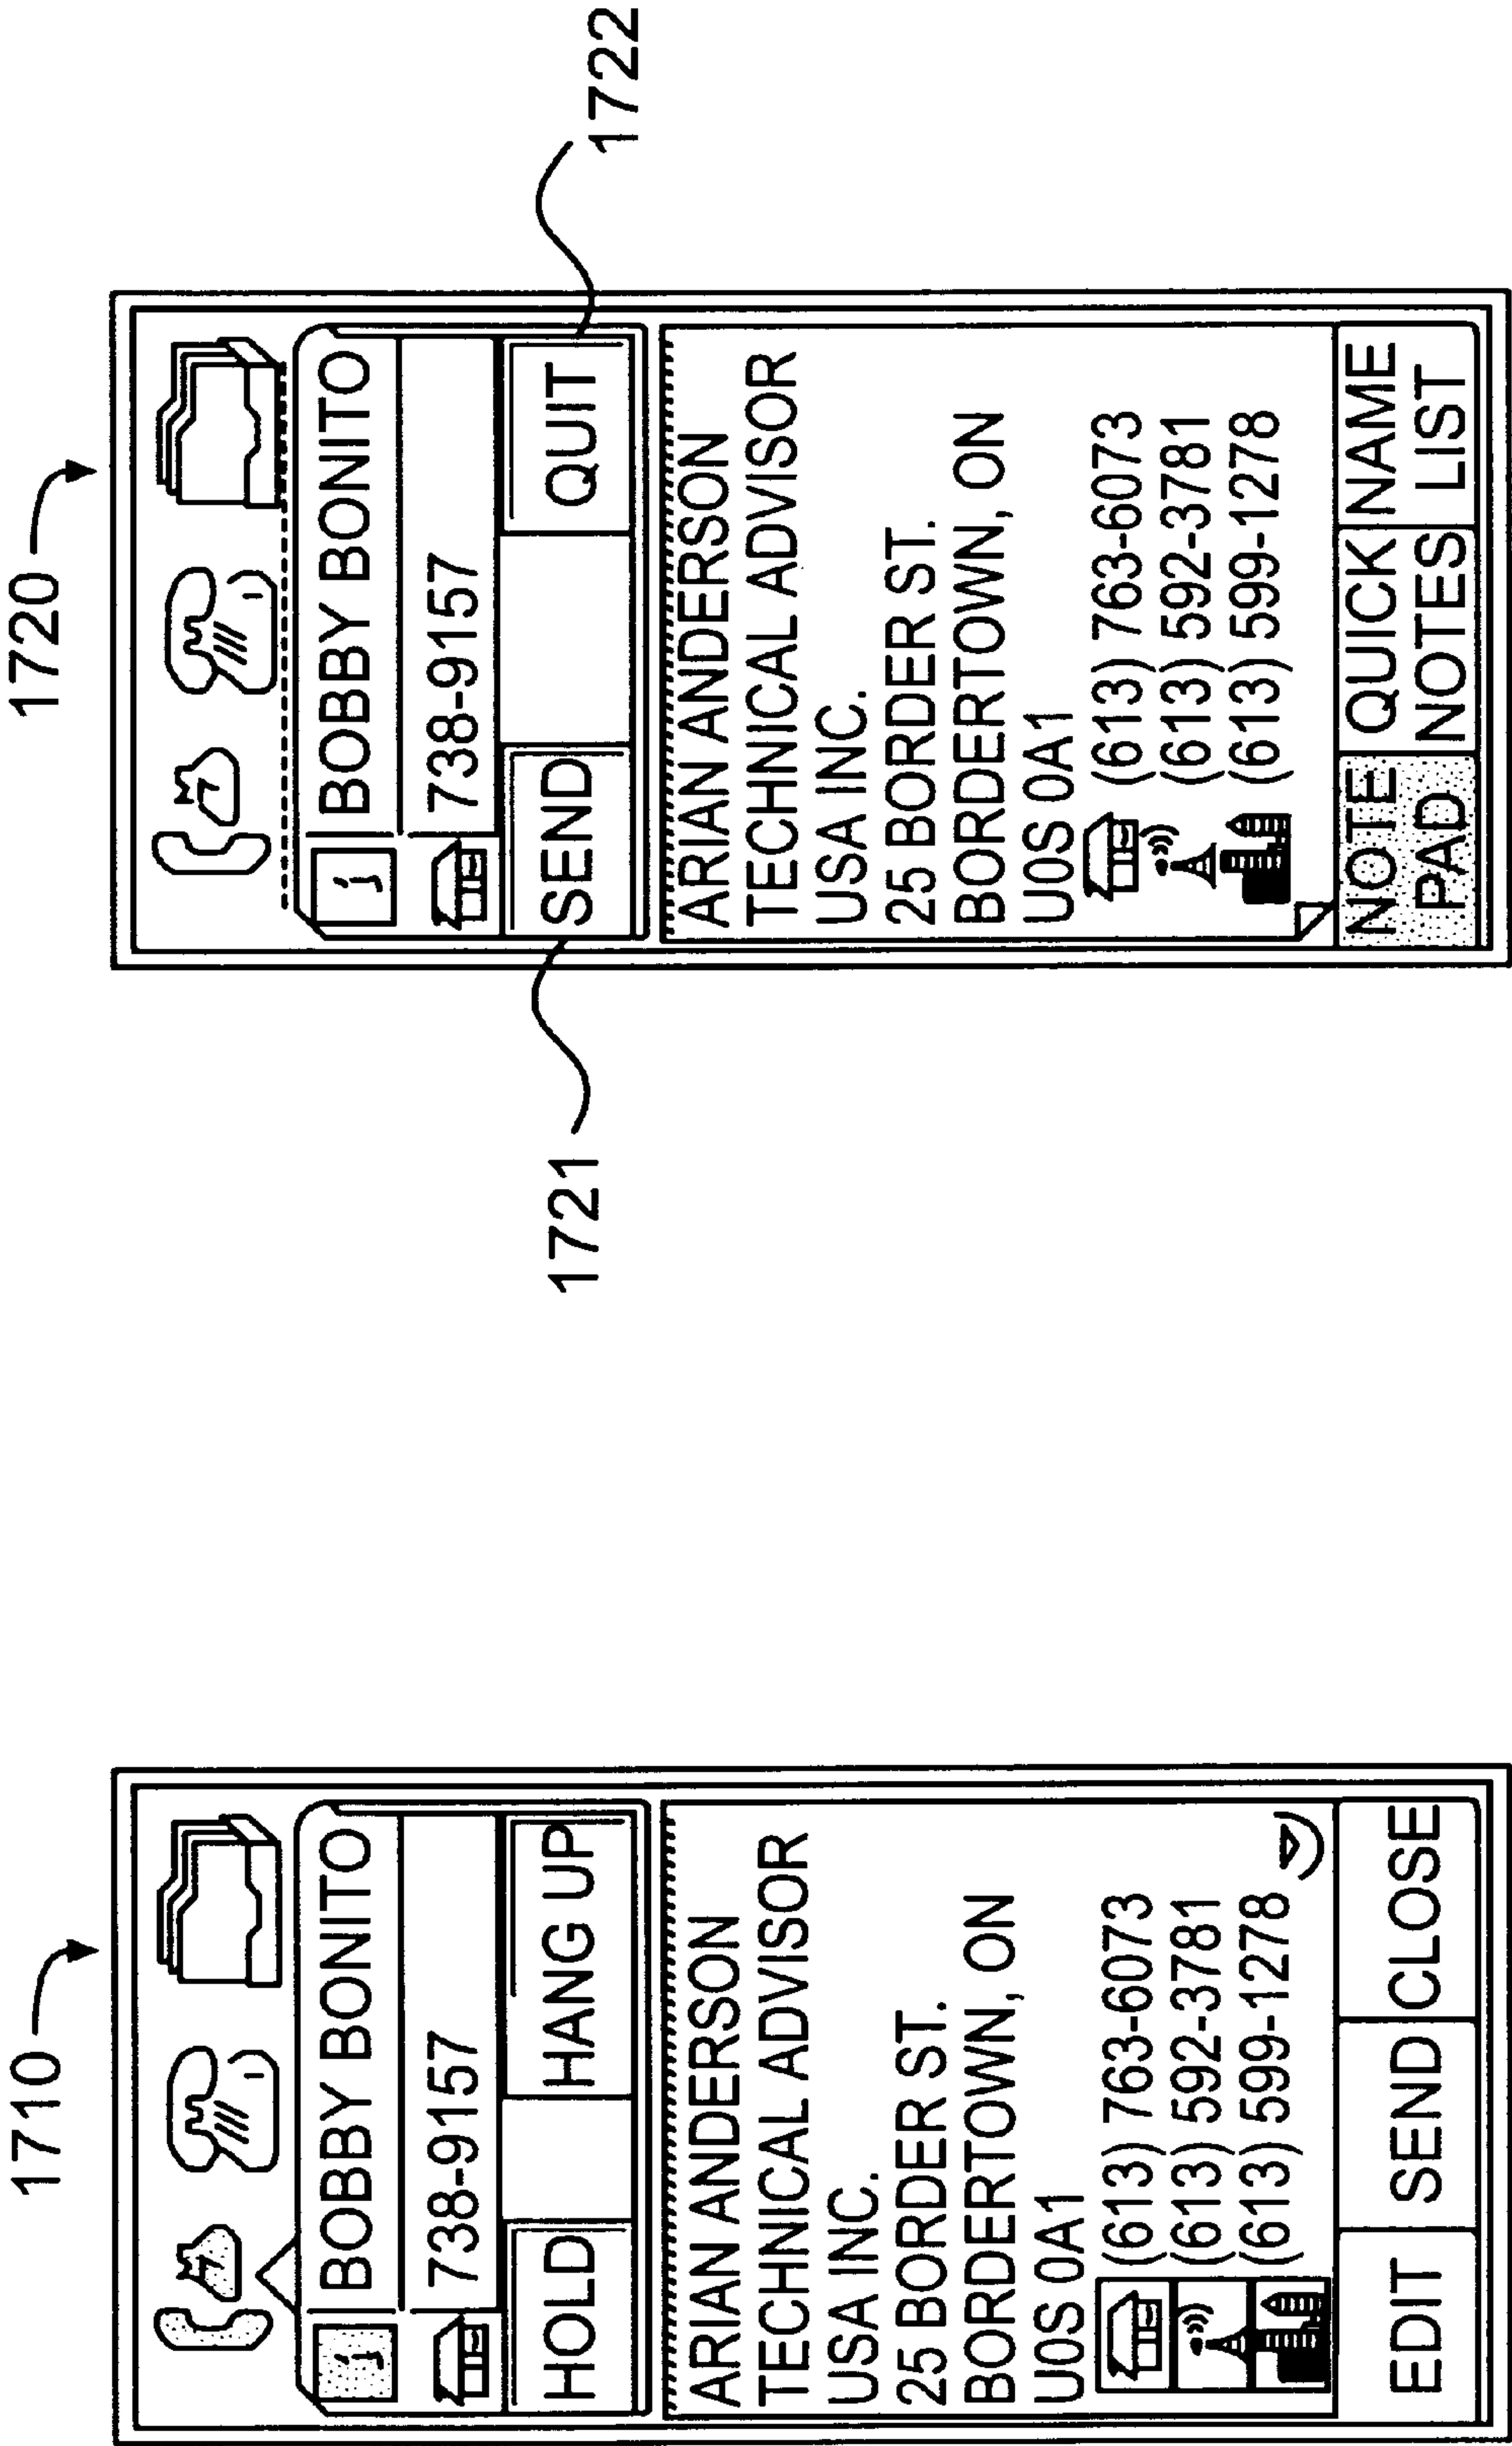 1710
BOBBY BONITO
738-9157
HOLD HANG UP
ARIAN ANDERSON
TECHNICAL ADVISOR
USA INC.
25 BORDER ST.
BORDERTOWN, ON
U0S 0A1
(613) 763-6073
(613) 592-3781
(613) 599-1278
EDIT SEND CLOSE
1720
BOBBY BONITO
738-9157
SEND QUIT
1721
1722
ARIAN ANDERSON
TECHNICAL ADVISOR
USA INC.
25 BORDER ST.
BORDERTOWN, ON
U0S 0A1
(613) 763-6073
(613) 592-3781
(613) 599-1278
NOTE QUICK NAME
PAD NOTES LIST